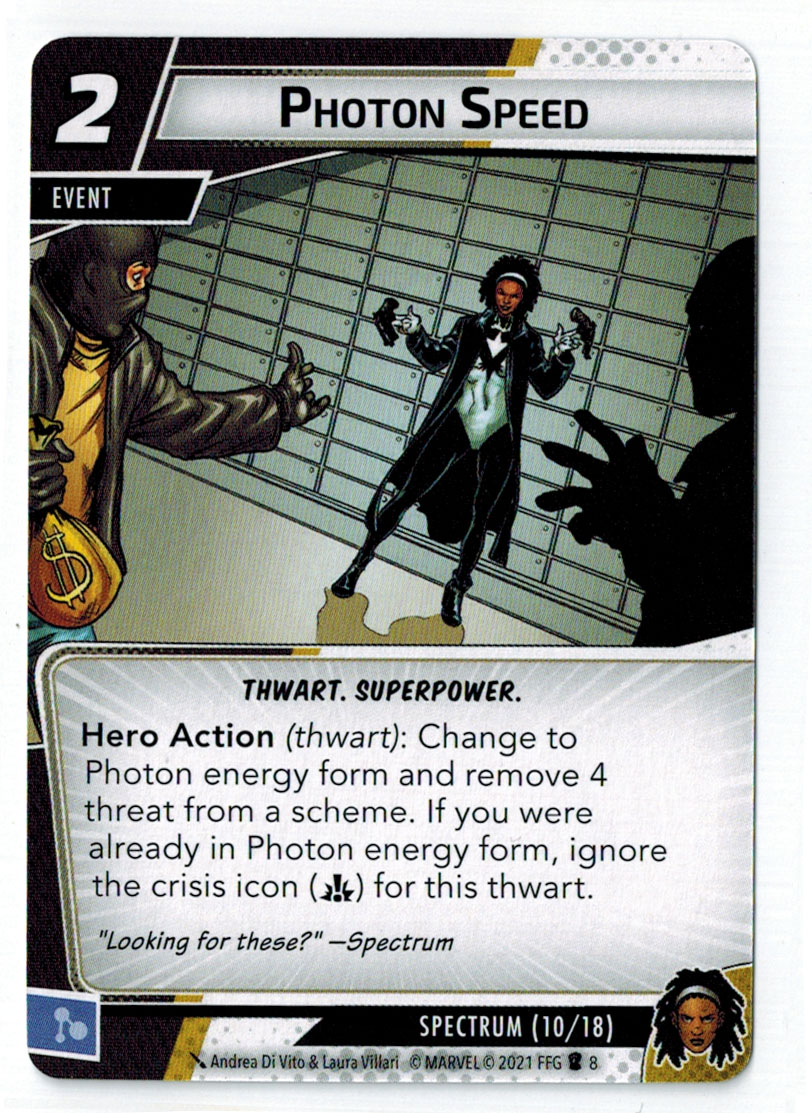 2
PHOTON SPEED
EVENT
$
THWART. SUPERPOWER.
Hero Action (thwart): Change to
Photon energy form and remove 4
threat from a scheme. If you were
already in Photon energy form, ignore
the crisis icon () for this thwart.
"Looking for these?" —Spectrum
SPECTRUM (10/18)
Andrea Di Vito & Laura Villari © MARVEL © 2021 FFG 8